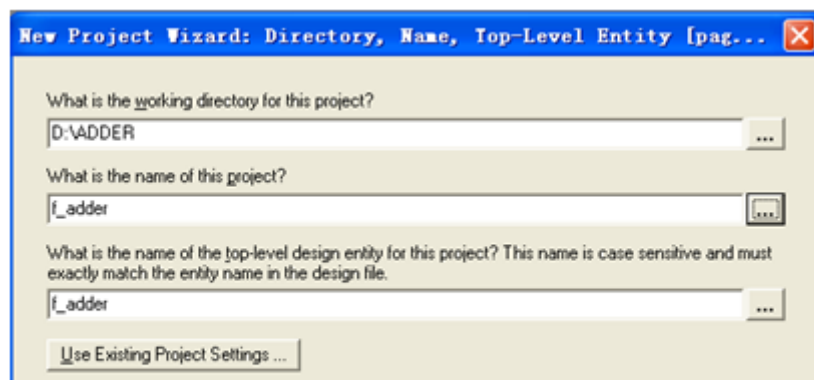 New Project Wizard: Directory, Name, Top-Level Entity [pag...
What is the working directory for this project?
D:\ADDER
...
What is the name of this project?
f_adder
...
What is the name of the top-level design entity for this project? This name is case sensitive and must
exactly match the entity name in the design file.
f_adder
...
Use Existing Project Settings ...